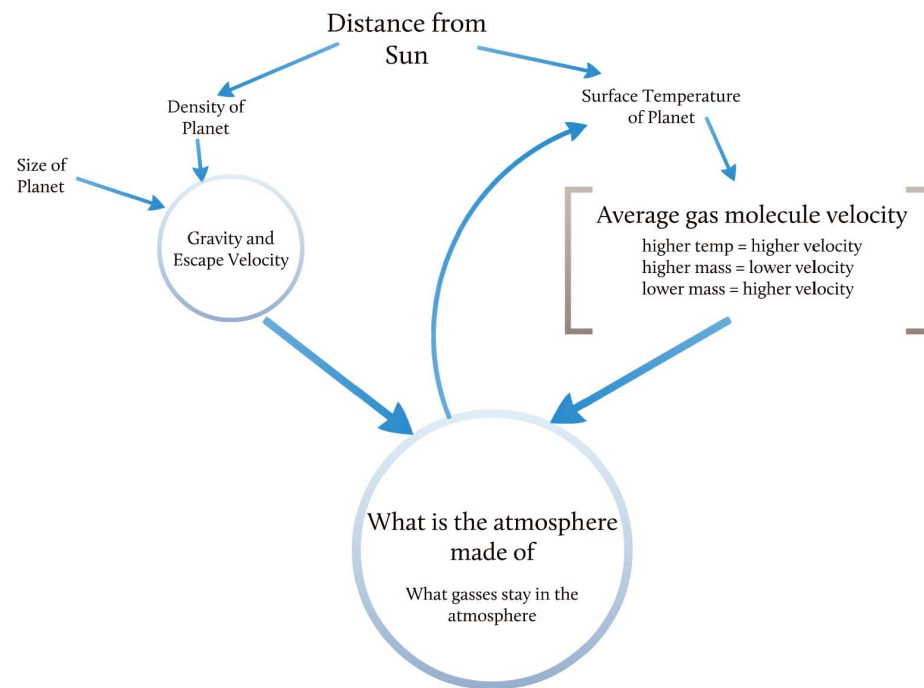 Distance from
Sun
Density of
Planet
Surface Temperature
of Planet
Size of
Planet
Gravity and
Escape Velocity
Average gas molecule velocity
higher temp = higher velocity
higher mass = lower velocity
lower mass = higher velocity
What is the atmosphere
made of
What gasses stay in the
atmosphere